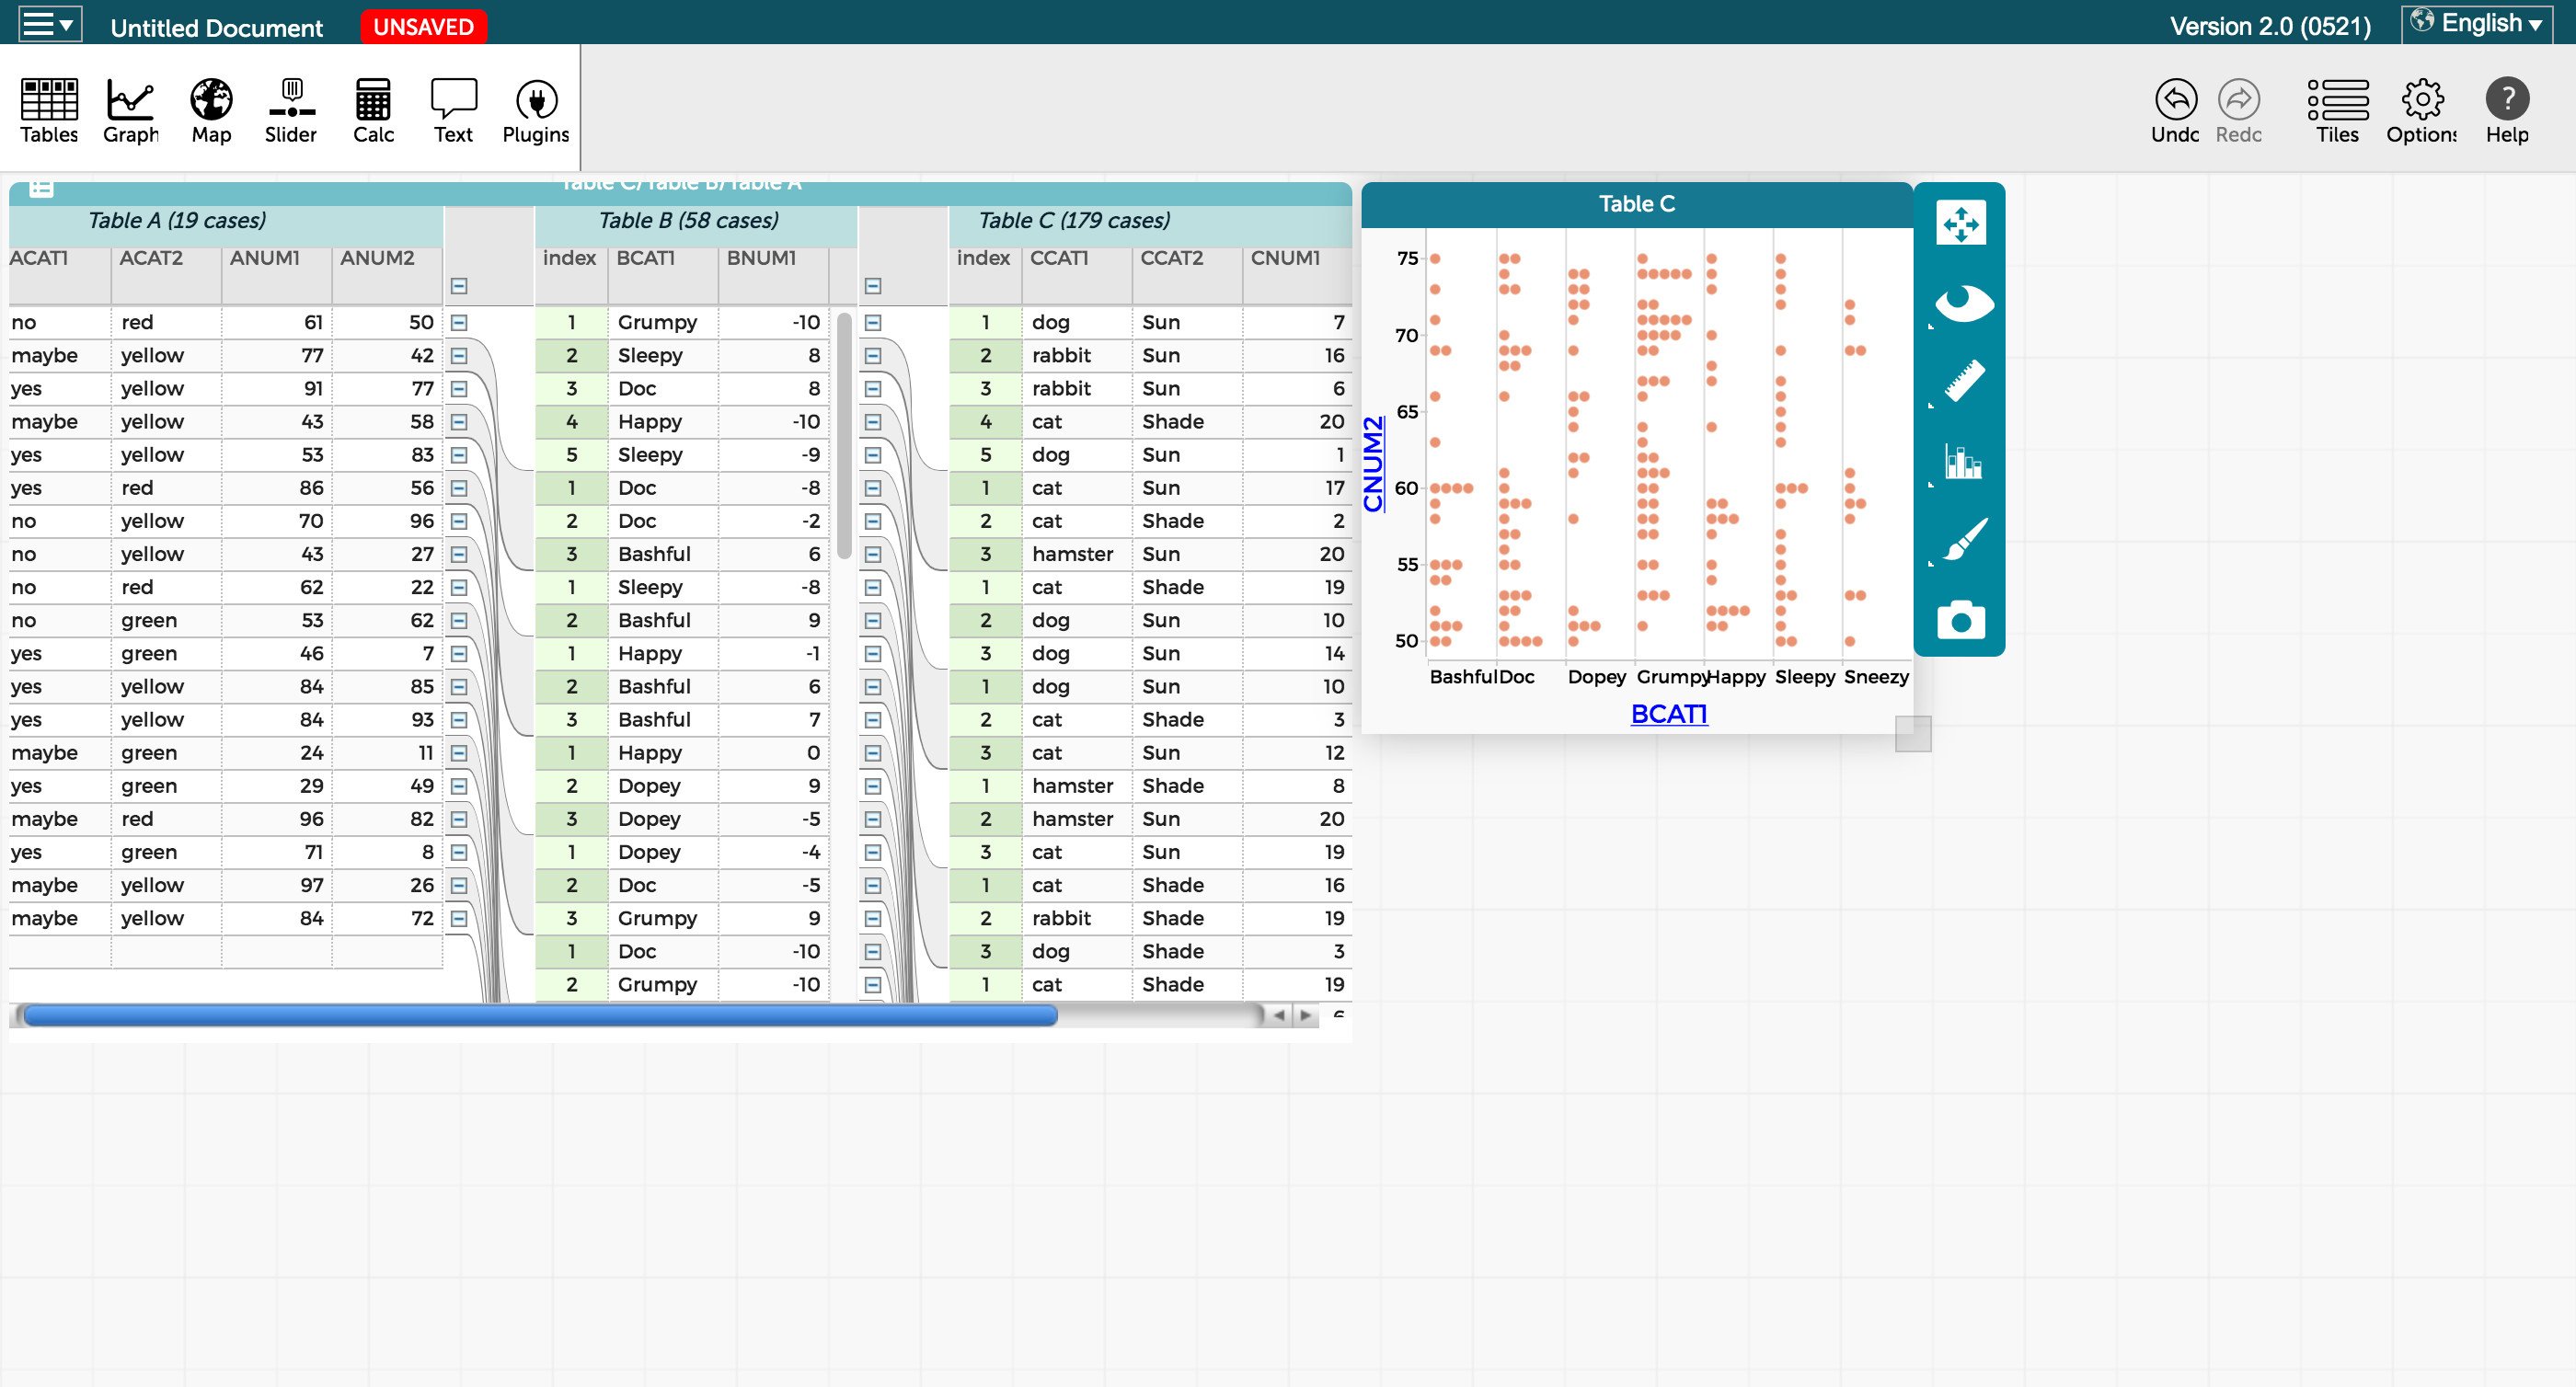 Untitled Document UNSAVED Version 2.0 (0521) English
Tables Graph Map Slider Calc Text Plugins Undo Redo Tiles Options Help
Table C/Table B/Table A
Table A (19 cases) Table B (58 cases) Table C (179 cases)
ACAT1 ACAT2 ANUM1 ANUM2 index BCAT1 BNUM1 index CCAT1 CCAT2 CNUM1
no red 61 50 1 Grumpy -10 1 dog Sun 7
maybe yellow 77 42 2 Sleepy 8 2 rabbit Sun 16
yes yellow 91 77 3 Doc 8 3 rabbit Sun 6
maybe yellow 43 58 4 Happy -10 4 cat Shade 20
yes yellow 53 83 5 Sleepy -9 5 dog Sun 1
yes red 86 56 1 Doc -8 1 cat Sun 17
no yellow 70 96 2 Doc -2 2 cat Shade 2
no yellow 43 27 3 Bashful 6 3 hamster Sun 20
no red 62 22 1 Sleepy -8 1 cat Shade 19
no green 53 62 2 Bashful 9 2 dog Sun 10
yes green 46 7 1 Happy -1 3 dog Sun 14
yes yellow 84 85 2 Bashful 6 1 dog Sun 10
yes yellow 84 93 3 Bashful 7 2 cat Shade 3
maybe green 24 11 1 Happy 0 3 cat Sun 12
yes green 29 49 2 Dopey 9 1 hamster Shade 8
maybe red 96 82 3 Dopey -5 2 hamster Sun 20
yes green 71 8 1 Dopey -4 3 cat Sun 19
maybe yellow 97 26 2 Doc -5 1 cat Shade 16
maybe yellow 84 72 3 Grumpy 9 2 rabbit Shade 19
1 Doc -10 3 dog Shade 3
2 Grumpy -10 1 cat Shade 19
Table C
75
70
65
60
55
50
CNUM2
Bashful Doc Dopey Grumpy Happy Sleepy Sneezy
BCAT1